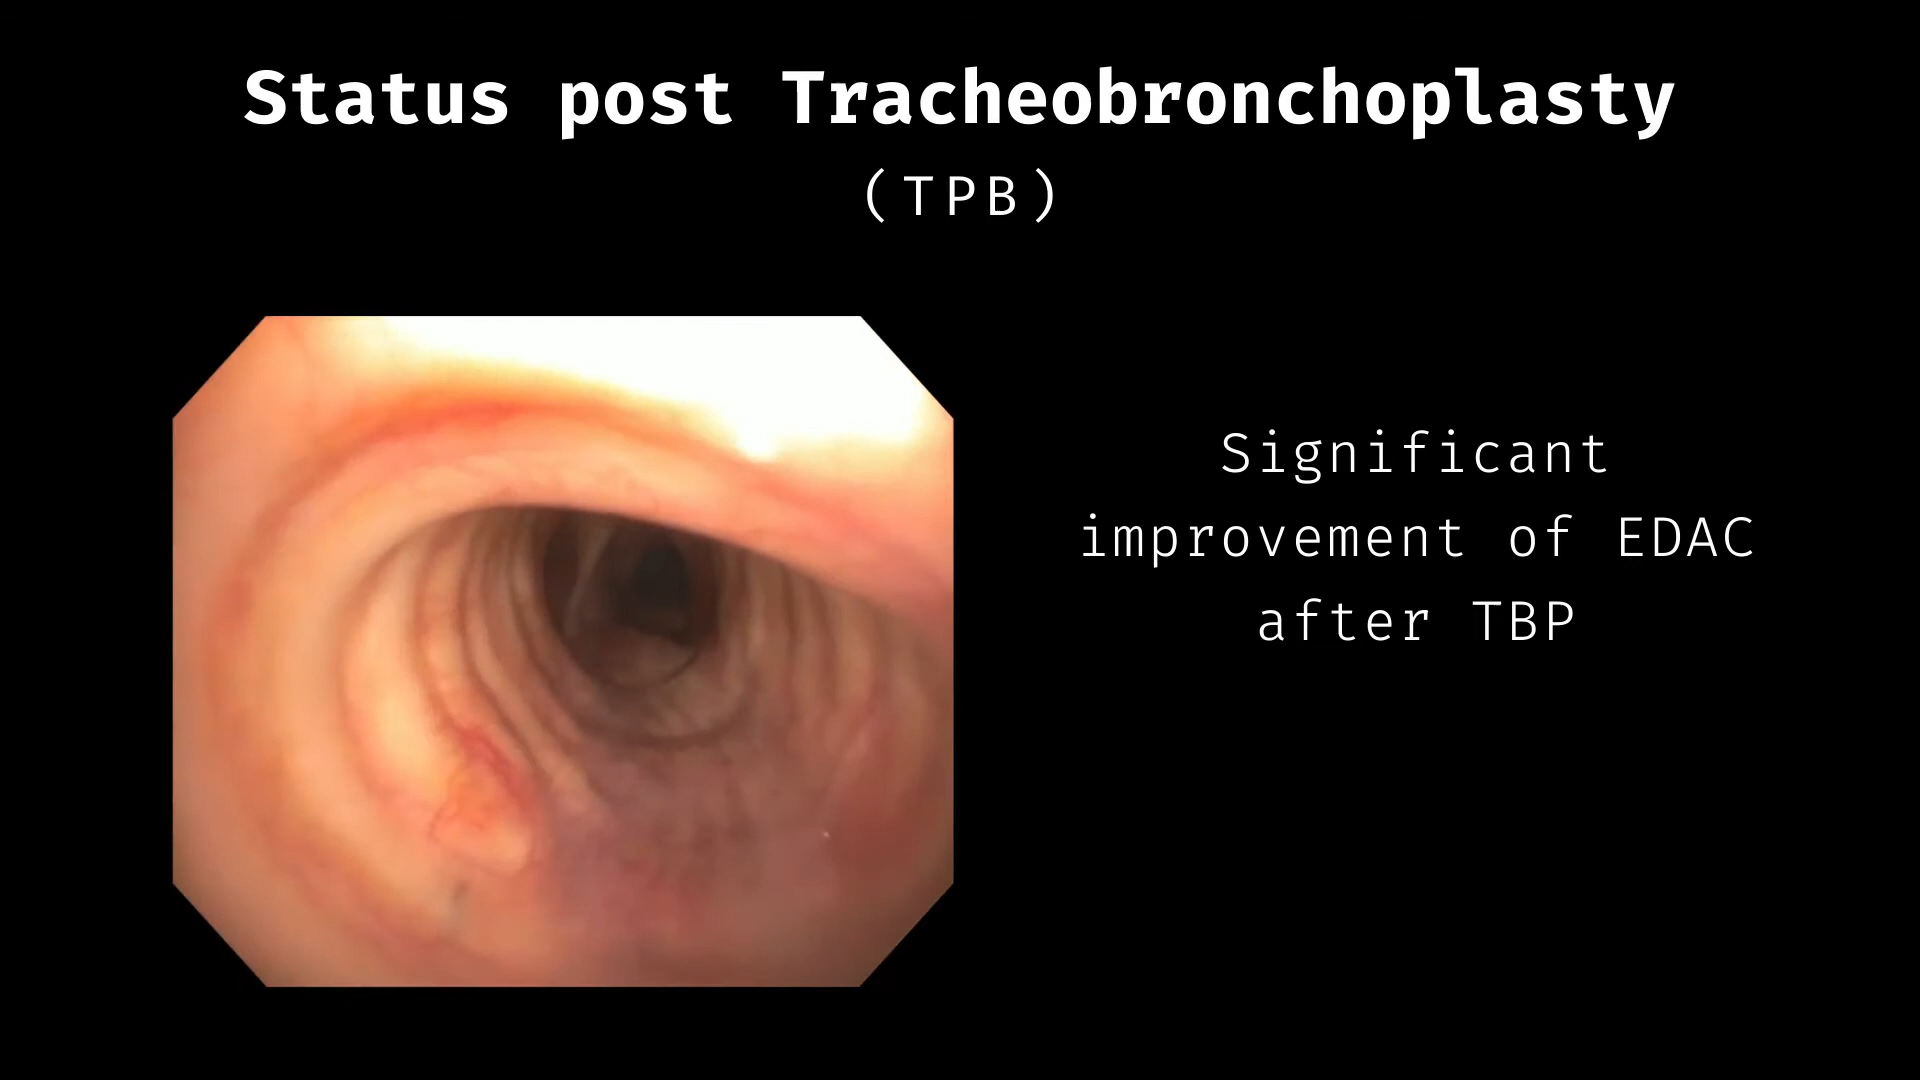 Status post Tracheobronchoplasty
(TPB)
Significant
improvement of EDAC
after TBP